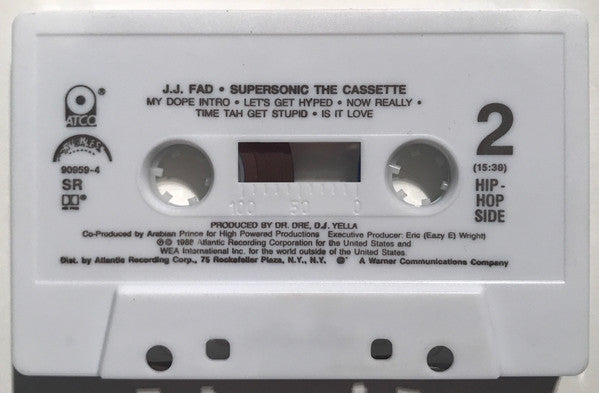 J.J. FAD • SUPERSONIC THE CASSETTE
MY DOPE INTRO • LET'S GET HYPED • NOW REALLY •
TIME TAH GET STUPID • IS IT LOVE
ATCO ®
RUTHLESS
90959-4
SR
2
(15:38)
HIP-
HOP
SIDE
100 50 0
PRODUCED BY DR. DRE, D.J. YELLA
Co-Produced by Arabian Prince for High Powered Productions Executive Producer: Eric (Eazy E) Wright)
℗© 1988 Atlantic Recording Corporation for the United States and
WEA International Inc. for the world outside of the United States.
Dist. by Atlantic Recording Corp., 75 Rockefeller Plaza, N.Y., N.Y. A Warner Communications Company